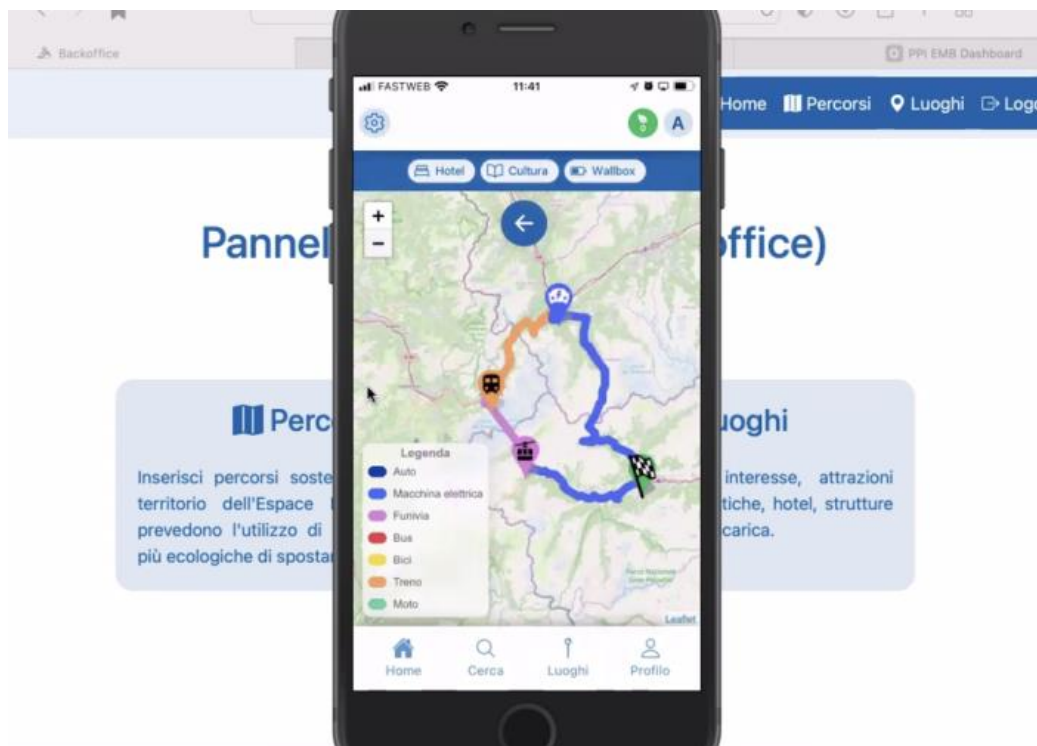 Backoffice
PPI EMB Dashboard
FASTWEB
11:41
Home
Percorsi
Luoghi
A
Hotel
Cultura
Wallbox
+
−
Legenda
Auto
Macchina elettrica
Funivia
Bus
Bici
Treno
Moto
Leaflet
Home
Cerca
Luoghi
Profilo
Pannel
ffice)
Perc
uoghi
Inserisci percorsi soste
territorio dell'Espace
prevedono l'utilizzo di
più ecologiche di sposta
interesse, attrazioni
tiche, hotel, strutture
carica.